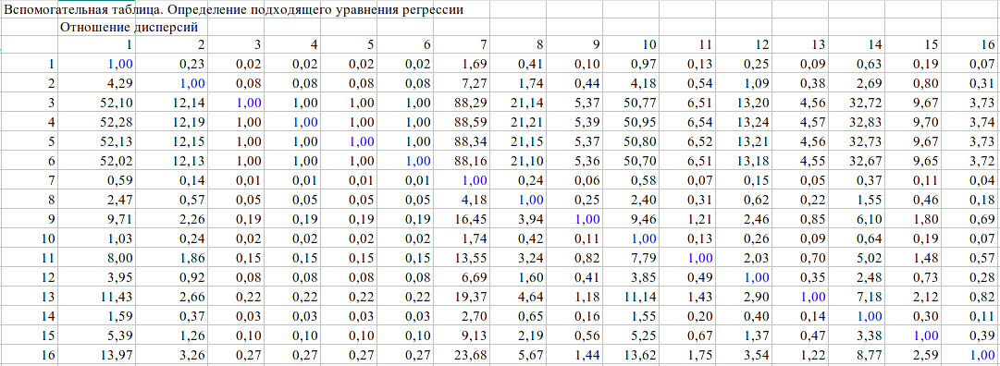 Вспомогательная таблица. Определение подходящего уравнения регрессии
Отношение дисперсий
1 2 3 4 5 6 7 8 9 10 11 12 13 14 15 16
1 1,00 0,23 0,02 0,02 0,02 0,02 1,69 0,41 0,10 0,97 0,13 0,25 0,09 0,63 0,19 0,07
2 4,29 1,00 0,08 0,08 0,08 0,08 7,27 1,74 0,44 4,18 0,54 1,09 0,38 2,69 0,80 0,31
3 52,10 12,14 1,00 1,00 1,00 1,00 88,29 21,14 5,37 50,77 6,51 13,20 4,56 32,72 9,67 3,73
4 52,28 12,19 1,00 1,00 1,00 1,00 88,59 21,21 5,39 50,95 6,54 13,24 4,57 32,83 9,70 3,74
5 52,13 12,15 1,00 1,00 1,00 1,00 88,34 21,15 5,37 50,80 6,52 13,21 4,56 32,73 9,67 3,73
6 52,02 12,13 1,00 1,00 1,00 1,00 88,16 21,10 5,36 50,70 6,51 13,18 4,55 32,67 9,65 3,72
7 0,59 0,14 0,01 0,01 0,01 0,01 1,00 0,24 0,06 0,58 0,07 0,15 0,05 0,37 0,11 0,04
8 2,47 0,57 0,05 0,05 0,05 0,05 4,18 1,00 0,25 2,40 0,31 0,62 0,22 1,55 0,46 0,18
9 9,71 2,26 0,19 0,19 0,19 0,19 16,45 3,94 1,00 9,46 1,21 2,46 0,85 6,10 1,80 0,69
10 1,03 0,24 0,02 0,02 0,02 0,02 1,74 0,42 0,11 1,00 0,13 0,26 0,09 0,64 0,19 0,07
11 8,00 1,86 0,15 0,15 0,15 0,15 13,55 3,24 0,82 7,79 1,00 2,03 0,70 5,02 1,48 0,57
12 3,95 0,92 0,08 0,08 0,08 0,08 6,69 1,60 0,41 3,85 0,49 1,00 0,35 2,48 0,73 0,28
13 11,43 2,66 0,22 0,22 0,22 0,22 19,37 4,64 1,18 11,14 1,43 2,90 1,00 7,18 2,12 0,82
14 1,59 0,37 0,03 0,03 0,03 0,03 2,70 0,65 0,16 1,55 0,20 0,40 0,14 1,00 0,30 0,11
15 5,39 1,26 0,10 0,10 0,10 0,10 9,13 2,19 0,56 5,25 0,67 1,37 0,47 3,38 1,00 0,39
16 13,97 3,26 0,27 0,27 0,27 0,27 23,68 5,67 1,44 13,62 1,75 3,54 1,22 8,77 2,59 1,00